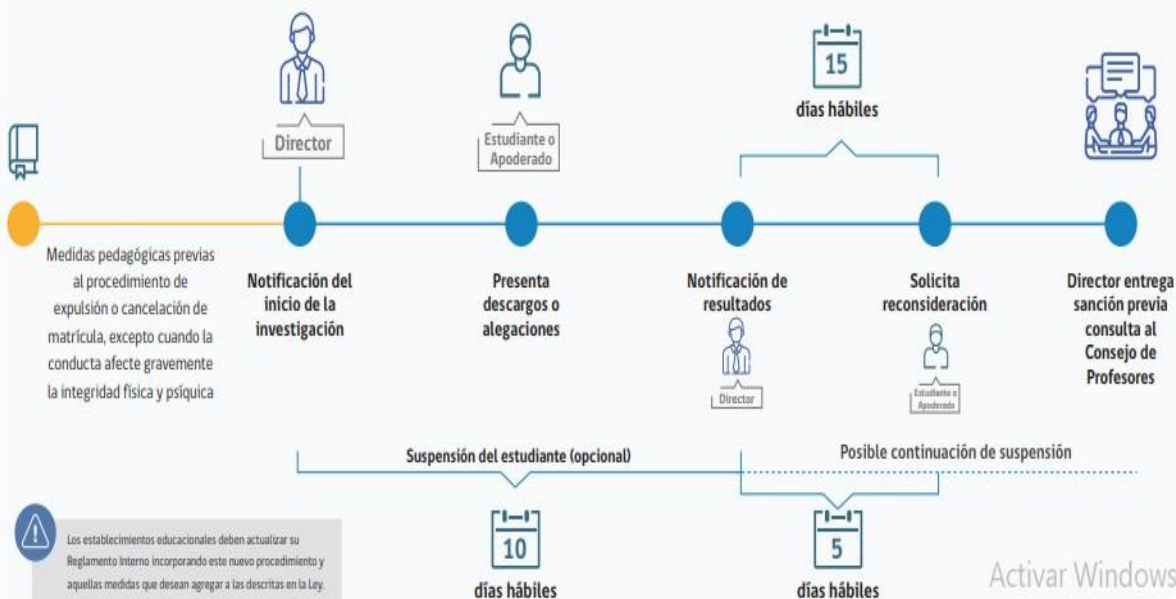 15
días hábiles
Director
Estudiante o
Apoderado
Medidas pedagógicas previas
al procedimiento de
expulsión o cancelación de
matrícula, excepto cuando la
conducta afecte gravemente
la integridad física y psíquica
Notificación del
inicio de la
investigación
Presenta
descargos o
alegaciones
Notificación de
resultados
Director
Solicita
reconsideración
Estudiante o
Apoderado
Director entrega
sanción previa
consulta al
Consejo de
Profesores
Suspensión del estudiante (opcional)
Posible continuación de suspensión
10
días hábiles
5
días hábiles
Los establecimientos educacionales deben actualizar su
Reglamento Interno incorporando este nuevo procedimiento y
aquellas medidas que desean agregar a las descritas en la Ley.
Activar Windows